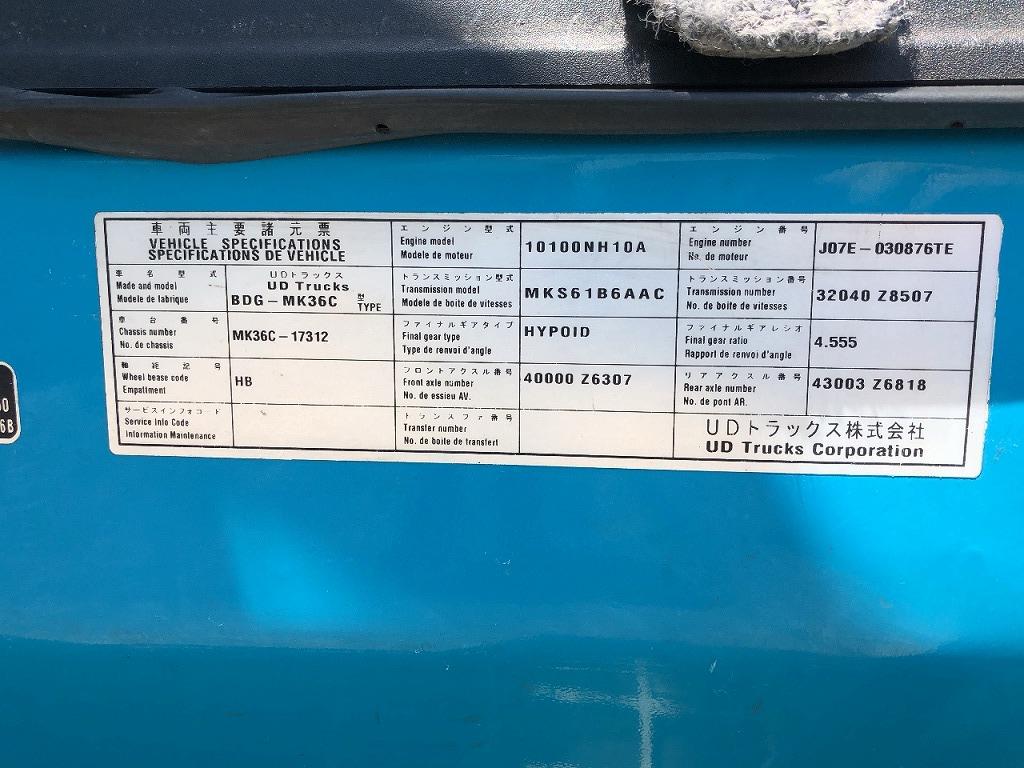 車両主要諸元票
VEHICLE SPECIFICATIONS
SPECIFICATIONS DE VEHICLE
エンジン型式
Engine model
Modele de moteur
10100NH10A
エンジン番号
Engine number
No. de moteur
J07E-030876TE
車名型式
Made and model
Modele de labrique
UDトラックス
UD Trucks
BDG-MK36C 型
TYPE
トランスミッション型式
Transmission model
Modele de boite de vitesses
MKS61B6AAC
トランスミッション番号
Transmission number
No. de boite de vitesses
32040 Z8507
車台番号
Chassis number
No. de chassis
MK36C-17312
ファイナルギアタイプ
Final gear type
Type de renvoi d'angle
HYPOID
ファイナルギアレシオ
Final gear ratio
Rapport de renvoi d'angle
4.555
軸距記号
Wheel bease code
Empatlment
HB
フロントアクスル番号
Front axle number
No. de essieu AV.
40000 Z6307
リアアクスル番号
Rear axle number
No. de pont AR.
43003 Z6818
サービスインフォコード
Service Info Code
Information Maintenance
トランスファ番号
Transfer number
No. de boite de transfert
UDトラックス株式会社
UD Trucks Corporation
6B